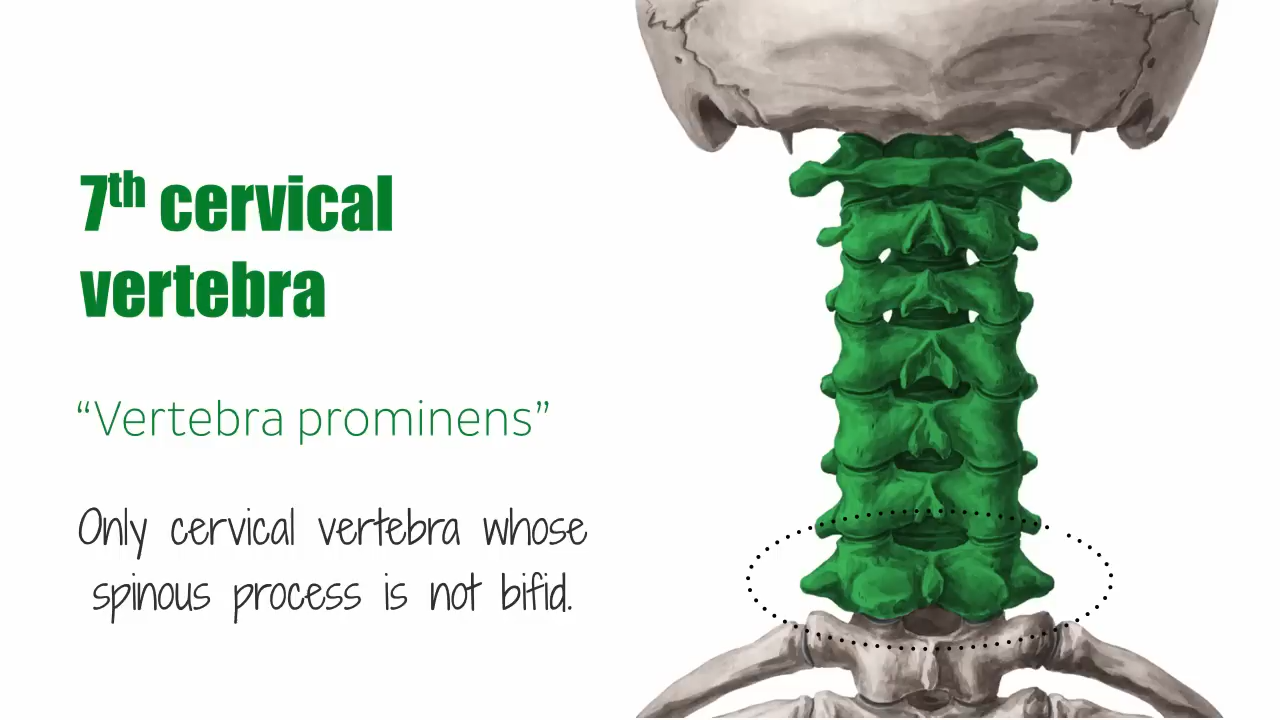 7th cervical
vertebra
“Vertebra prominens”
Only cervical vertebra whose
spinous process is not bifid.